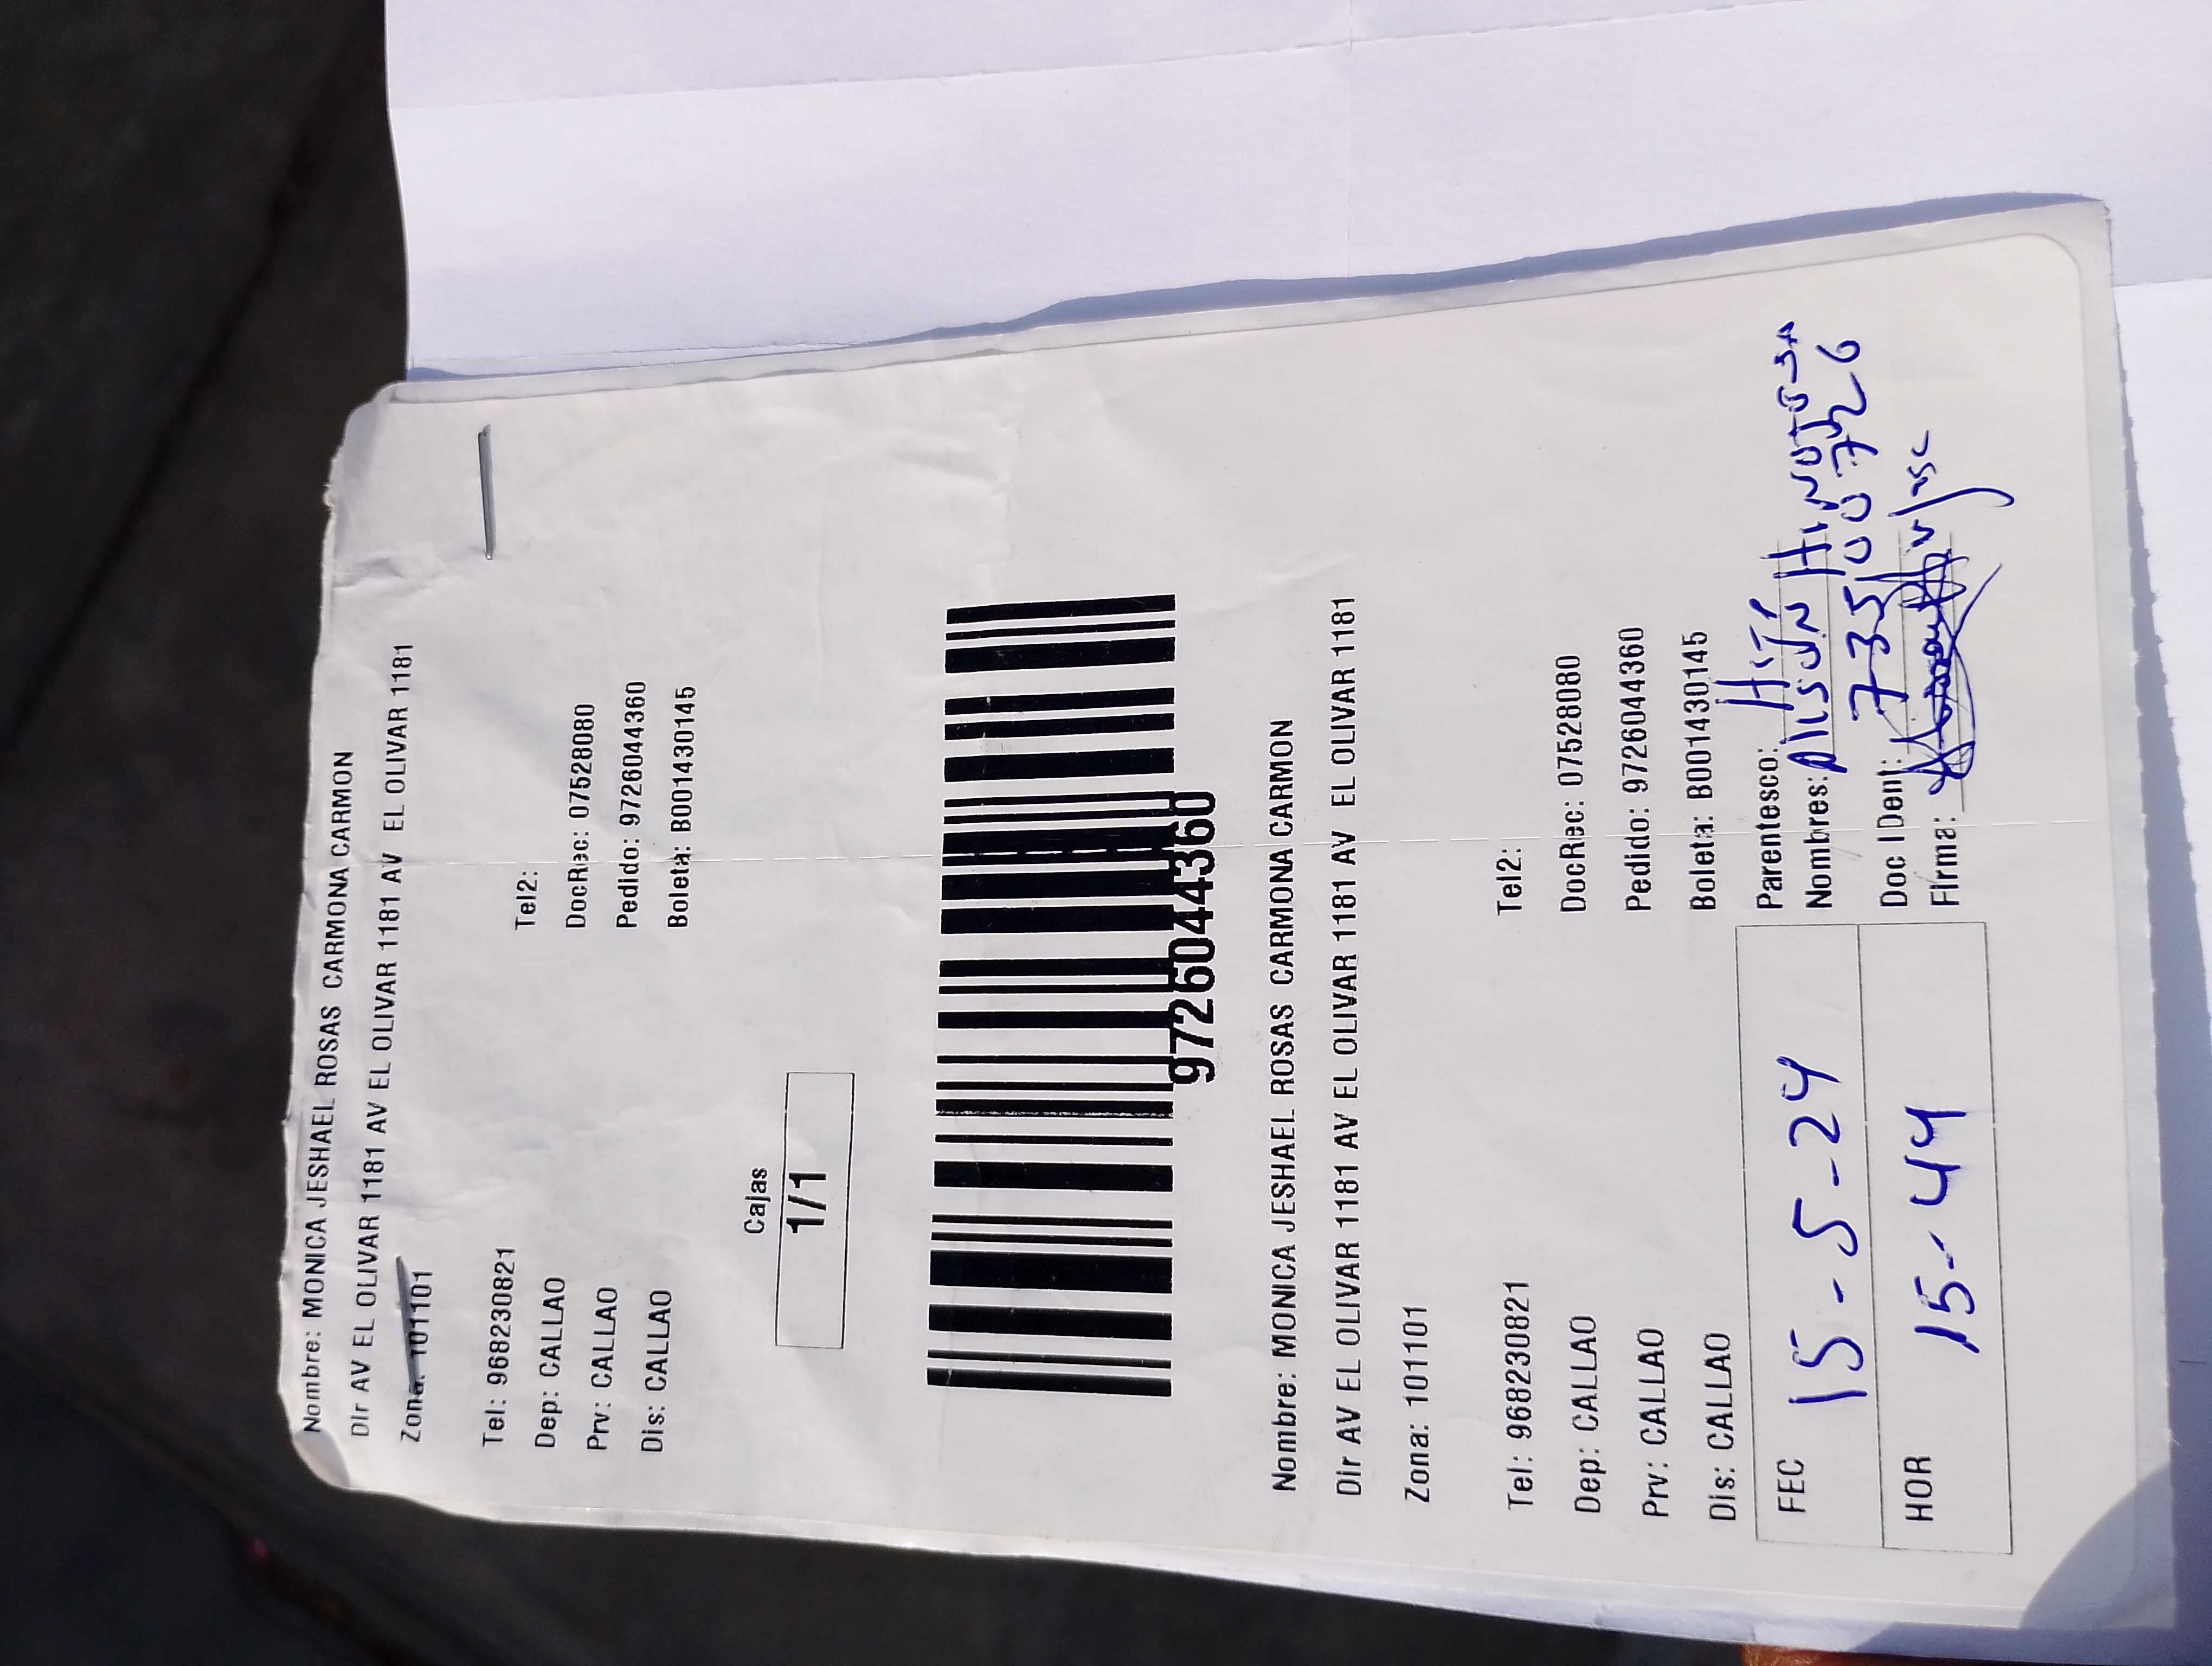 Nombre: MONICA JESHAEL ROSAS CARMONA CARMON
Dir AV EL OLIVAR 1181 AV EL OLIVAR 1181 AV EL OLIVAR 1181
Zona: 101101
Tel: 968230821 Tel2:
Dep: CALLAO DocRec: 07528080
Prv: CALLAO Pedido: 9726044360
Dis: CALLAO Boleta: B001430145
Cajas
1/1
9726044360
Nombre: MONICA JESHAEL ROSAS CARMONA CARMON
Dir AV EL OLIVAR 1181 AV EL OLIVAR 1181 AV EL OLIVAR 1181
Zona: 101101
Tel: 968230821 Tel2:
Dep: CALLAO DocRec: 07528080
Prv: CALLAO Pedido: 9726044360
Dis: CALLAO Boleta: B001430145
FEC 15-5-24 Parentesco:
Nombres: HINOJOSA
HOR 15-44 Doc IDent:
Firma: